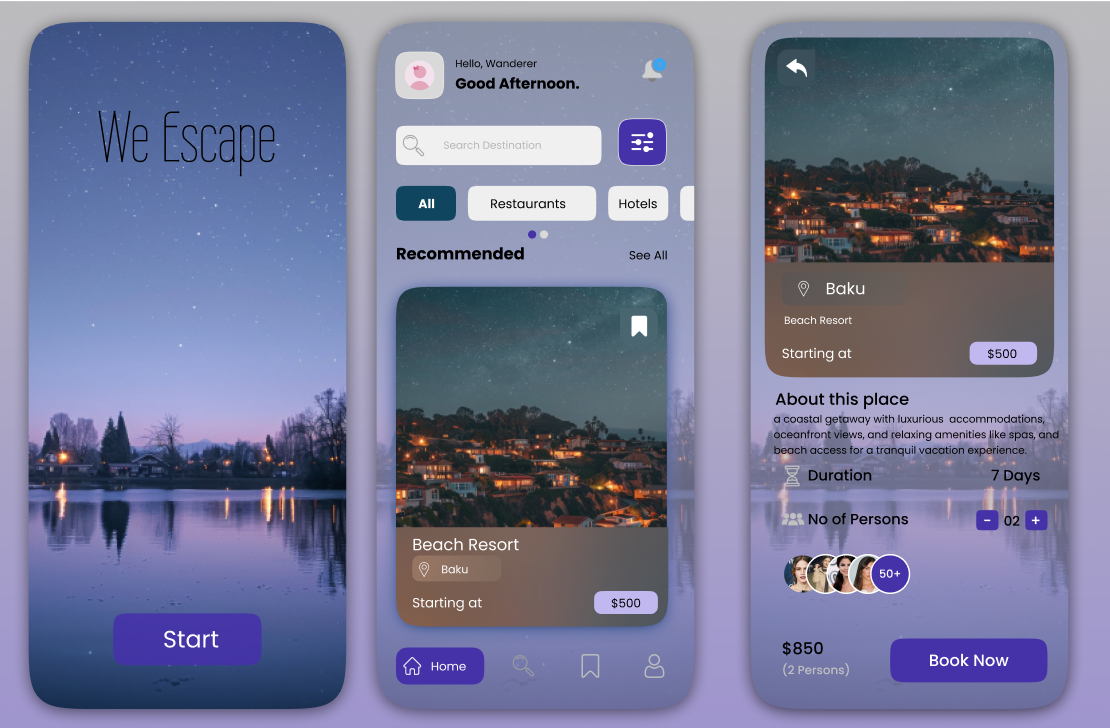 We Escape
Start
Hello, Wanderer
Good Afternoon.
Search Destination
All
Restaurants
Hotels
Recommended
See All
Beach Resort
Baku
Starting at
$500
Home
Baku
Beach Resort
Starting at
$500
About this place
a coastal getaway with luxurious accommodations,
oceanfront views, and relaxing amenities like spas, and
beach access for a tranquil vacation experience.
Duration
7 Days
No of Persons
- 02 +
50+
$850
(2 Persons)
Book Now